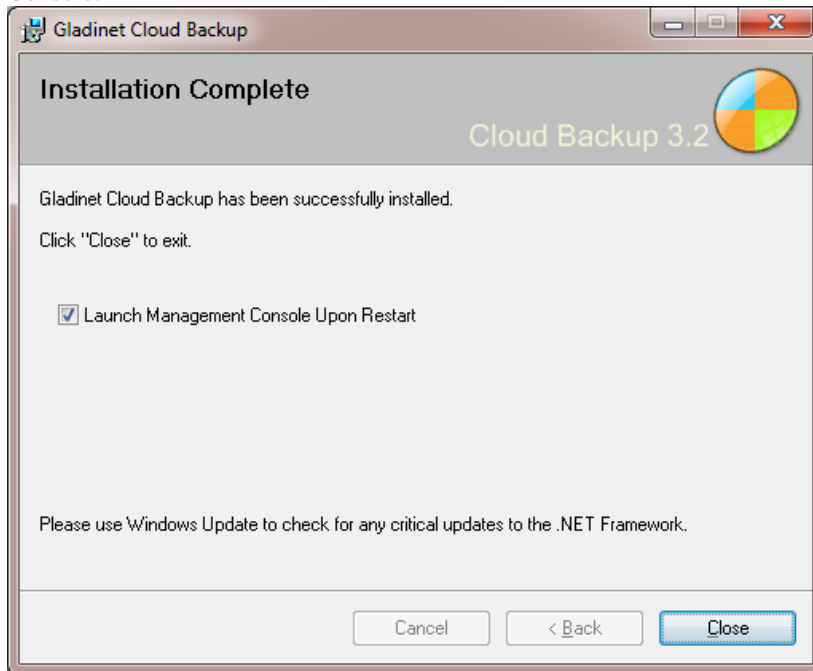 Gladinet Cloud Backup
Installation Complete
Cloud Backup 3.2
Gladinet Cloud Backup has been successfully installed.
Click "Close" to exit.
Launch Management Console Upon Restart
Please use Windows Update to check for any critical updates to the .NET Framework.
Cancel
< Back
Close